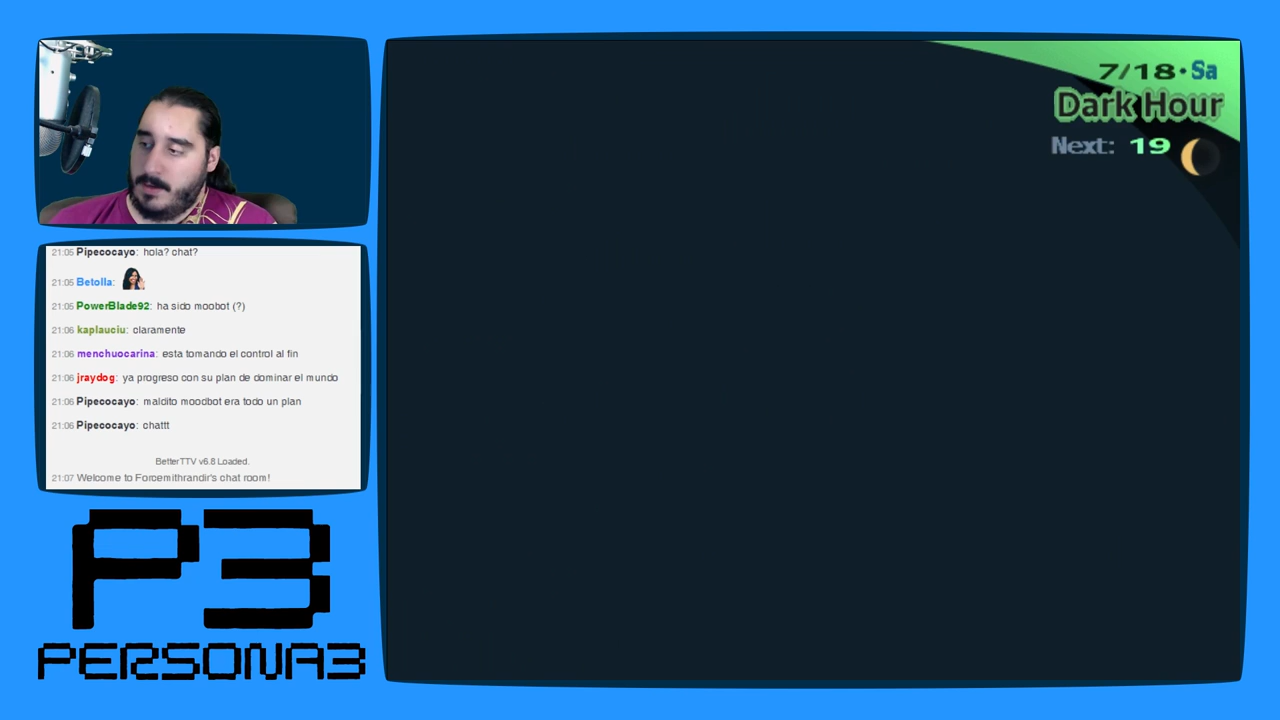 7/18·Sa
Dark Hour
Next: 19
21:05 Pipecocayo: hola? chat?
21:05 Betolla:
21:05 PowerBlade92: ha sido moobot (?)
21:06 kaplauciu: claramente
21:06 menchuocarina: esta tomando el control al fin
21:06 jraydog: ya progreso con su plan de dominar el mundo
21:06 Pipecocayo: maldito moodbot era todo un plan
21:06 Pipecocayo: chattt
BetterTTV v6.8 Loaded.
21:07 Welcome to Forcemithrandir's chat room!
P3
PERSONA3